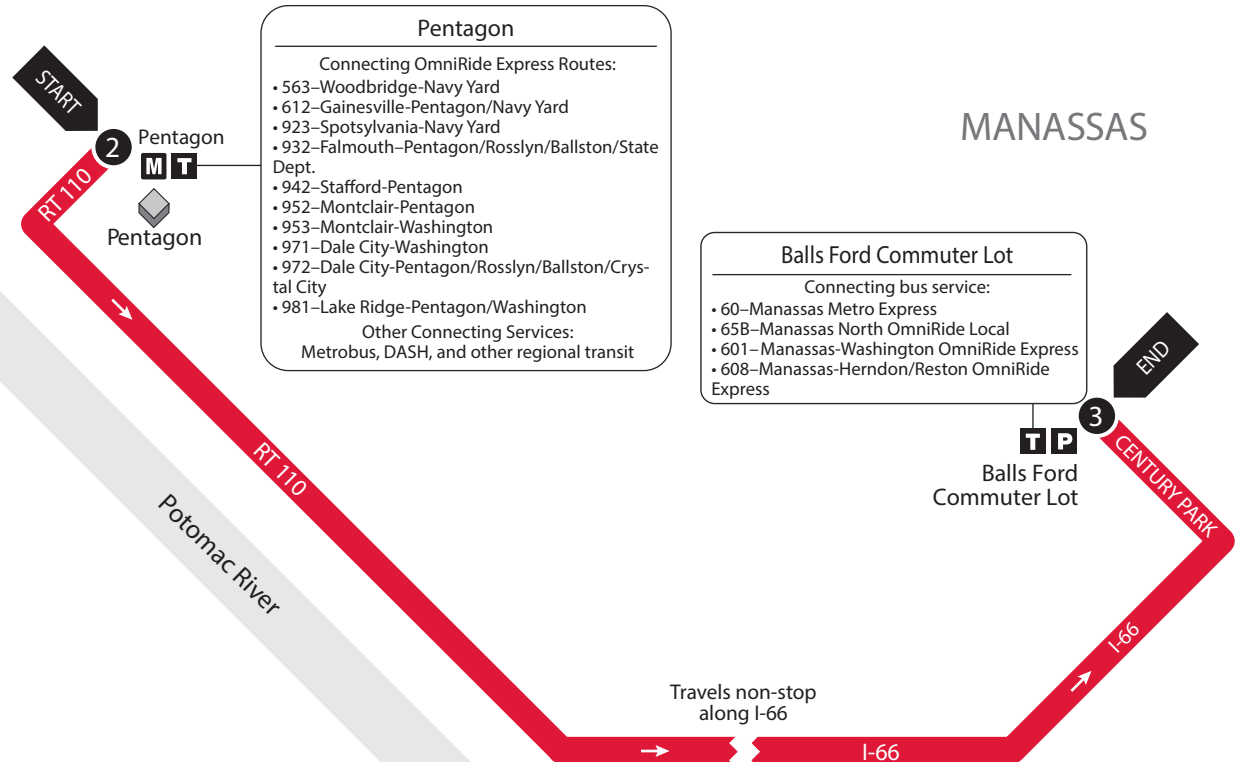 START
2
Pentagon
M T
Pentagon
RT 110
Pentagon
Connecting OmniRide Express Routes:
• 563–Woodbridge-Navy Yard
• 612–Gainesville-Pentagon/Navy Yard
• 923–Spotsylvania-Navy Yard
• 932–Falmouth–Pentagon/Rosslyn/Ballston/State
Dept.
• 942–Stafford-Pentagon
• 952–Montclair-Pentagon
• 953–Montclair-Washington
• 971–Dale City-Washington
• 972–Dale City-Pentagon/Rosslyn/Ballston/Crys-
tal City
• 981–Lake Ridge-Pentagon/Washington
Other Connecting Services:
Metrobus, DASH, and other regional transit
MANASSAS
Balls Ford Commuter Lot
Connecting bus service:
• 60–Manassas Metro Express
• 65B–Manassas North OmniRide Local
• 601–Manassas-Washington OmniRide Express
• 608–Manassas-Herndon/Reston OmniRide
Express
END
3
T P
Balls Ford
Commuter Lot
CENTURY PARK
RT 110
Potomac River
I-66
Travels non-stop
along I-66
I-66